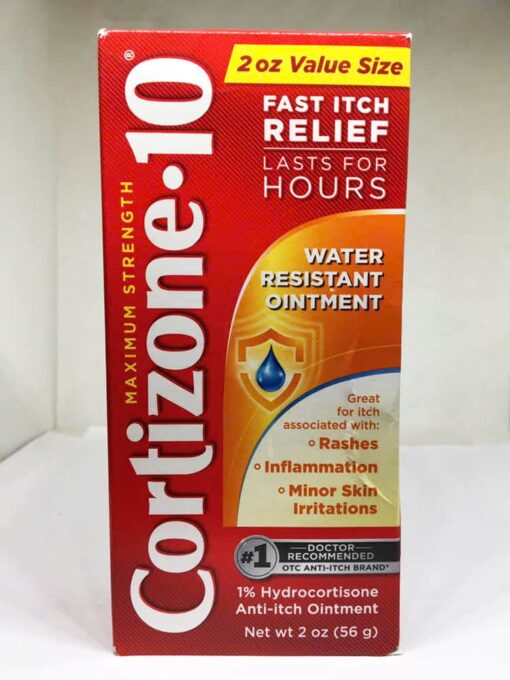 MAXIMUM STRENGTH
Cortizone•10®
2 oz Value Size
FAST ITCH
RELIEF
LASTS FOR
HOURS
WATER
RESISTANT
OINTMENT
Great
for itch
associated with:
Rashes
Inflammation
Minor Skin
Irritations
#1
DOCTOR
RECOMMENDED
OTC ANTI-ITCH BRAND*
1% Hydrocortisone
Anti-itch Ointment
Net wt 2 oz (56 g)